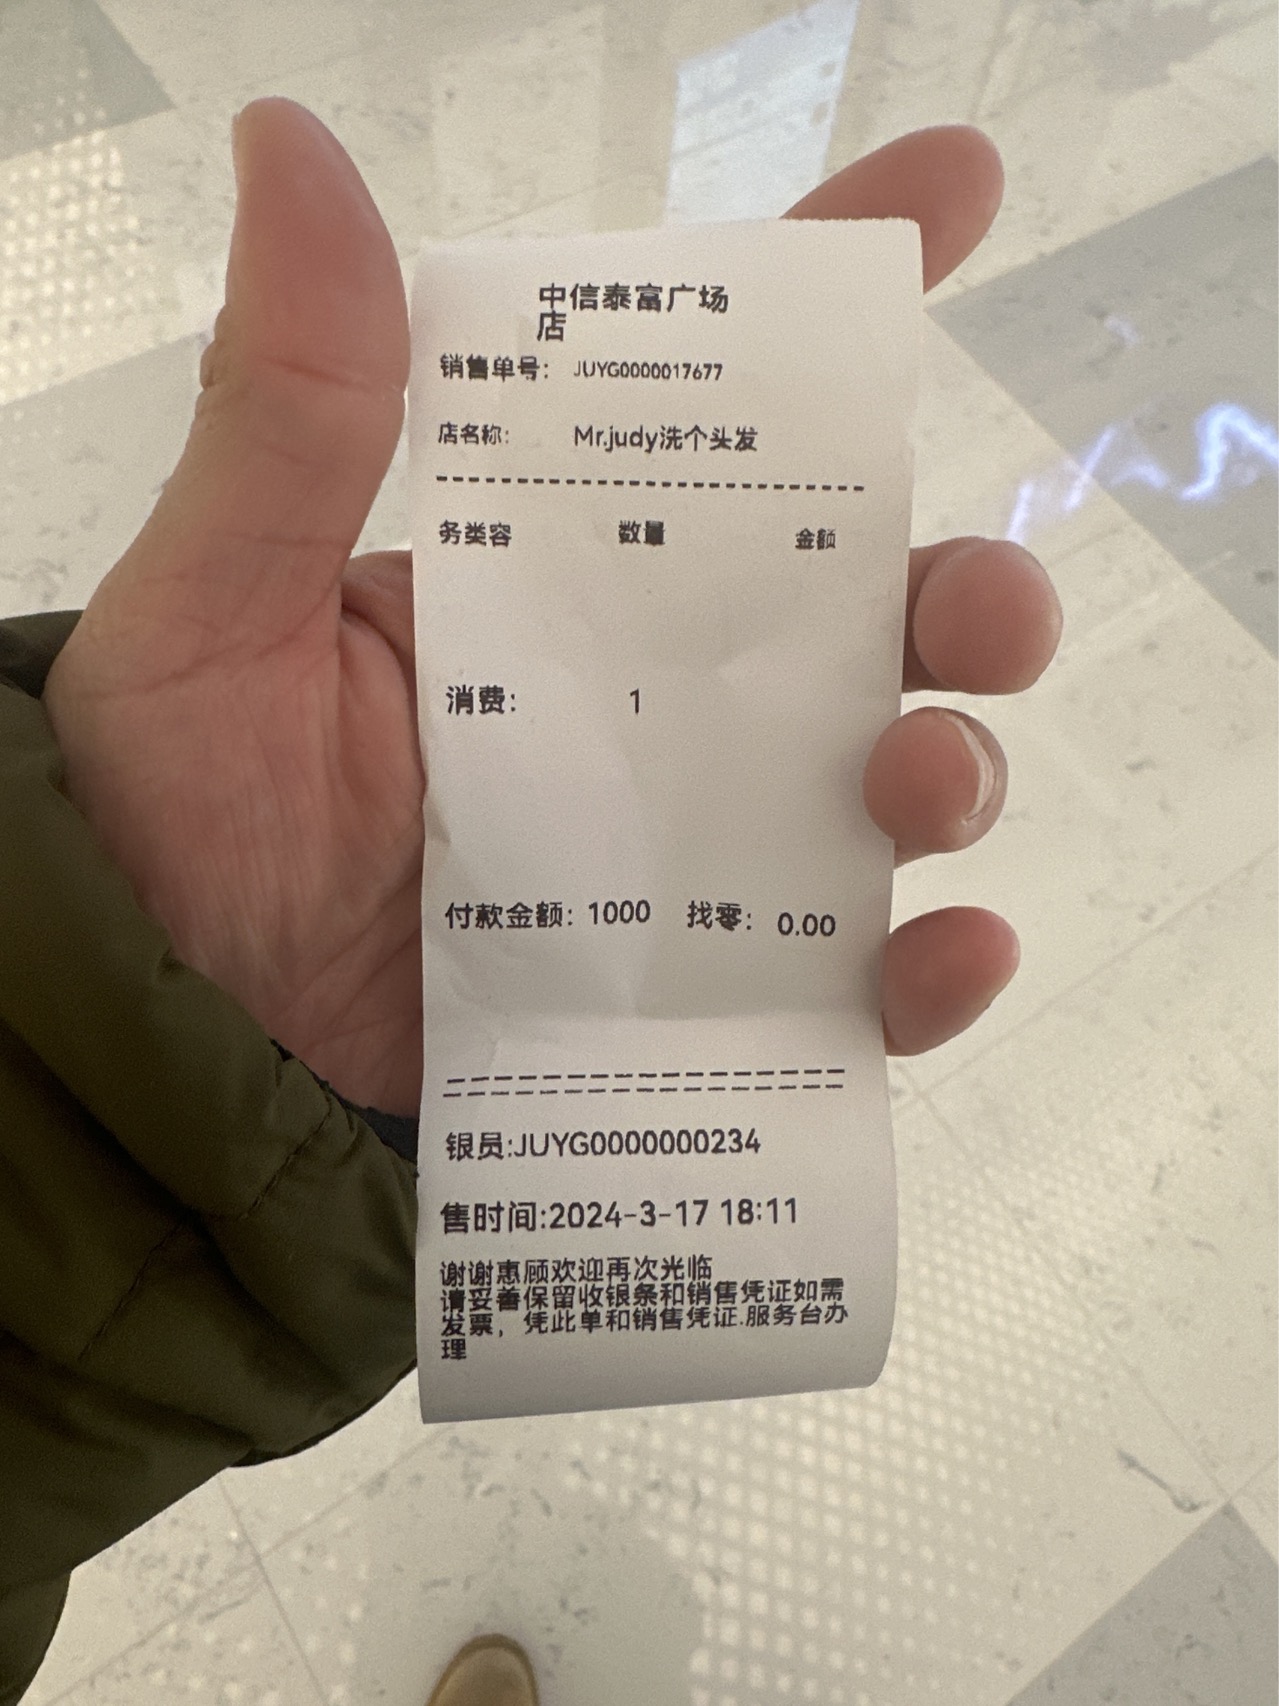 中信泰富广场
店
销售单号： JUYG0000017677
店名称： Mr.judy洗个头发
务类容 数量 金额
消费： 1
付款金额：1000 找零： 0.00
银员:JUYG0000000234
售时间:2024-3-17 18:11
谢谢惠顾欢迎再次光临
请妥善保留收银条和销售凭证如需
发票，凭此单和销售凭证.服务台办
理